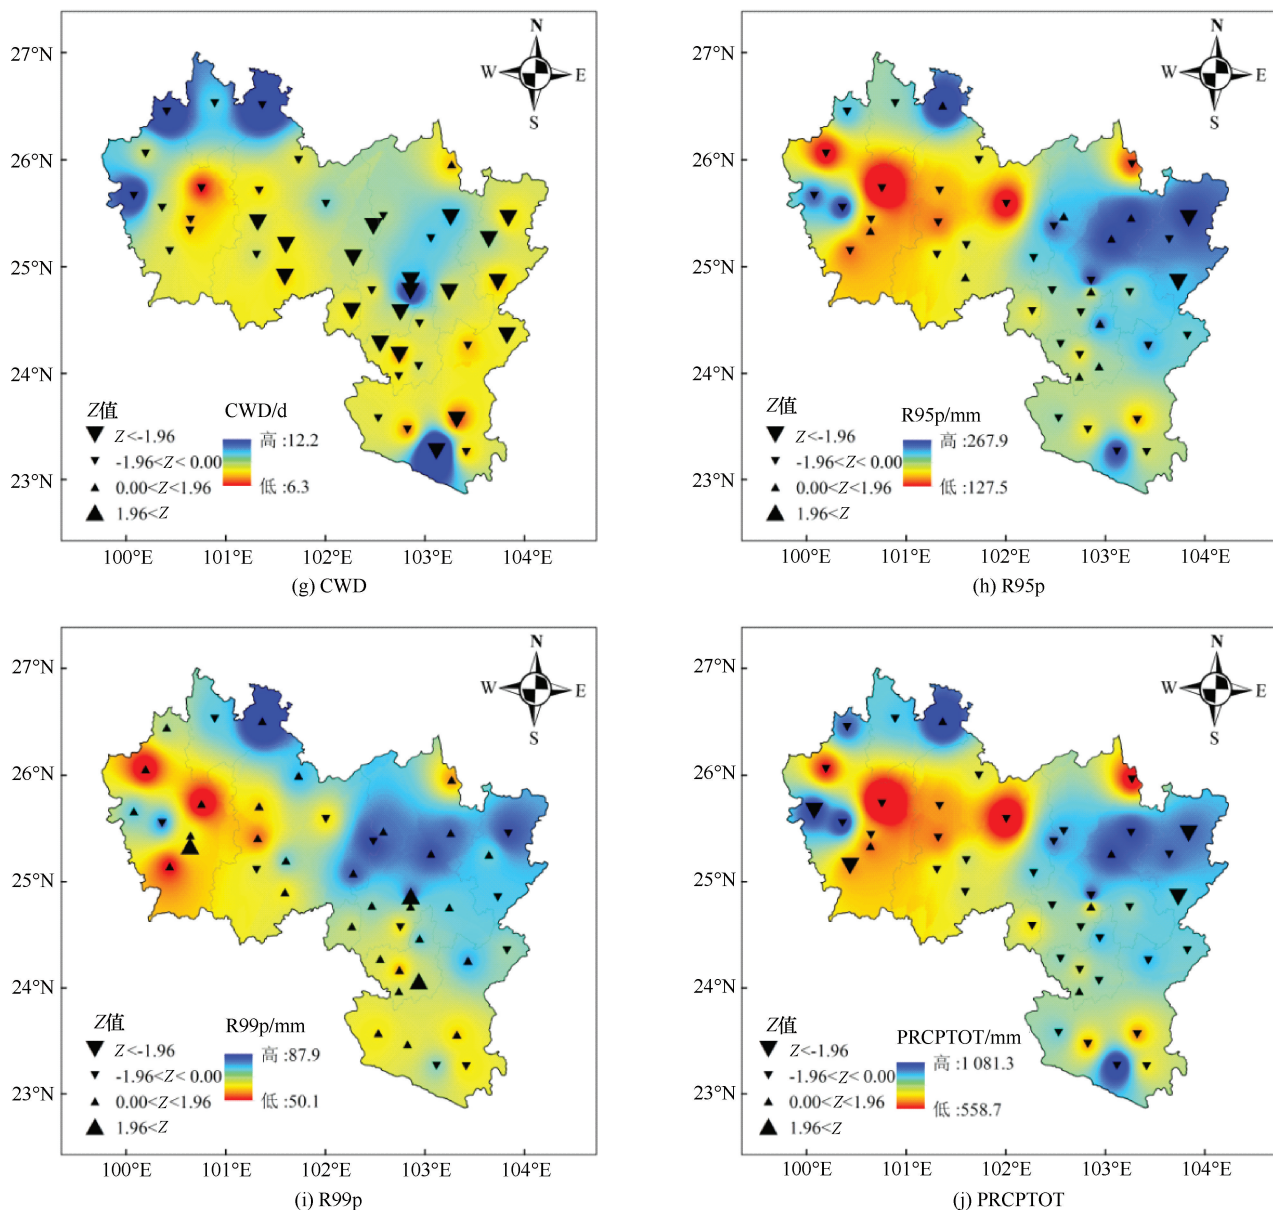 N
W E
S
27°N
26°N
25°N
24°N
23°N
Z值
Z<-1.96
-1.96<Z< 0.00
0.00<Z<1.96
1.96<Z
CWD/d
高 :12.2
低 :6.3
100°E 101°E 102°E 103°E 104°E
(g) CWD
N
W E
S
27°N
26°N
25°N
24°N
23°N
Z值
Z<-1.96
-1.96<Z< 0.00
0.00<Z<1.96
1.96<Z
R95p/mm
高 :267.9
低 :127.5
100°E 101°E 102°E 103°E 104°E
(h) R95p
N
W E
S
27°N
26°N
25°N
24°N
23°N
Z值
Z<-1.96
-1.96<Z< 0.00
0.00<Z<1.96
1.96<Z
R99p/mm
高 :87.9
低 :50.1
100°E 101°E 102°E 103°E 104°E
(i) R99p
N
W E
S
27°N
26°N
25°N
24°N
23°N
Z值
Z<-1.96
-1.96<Z< 0.00
0.00<Z<1.96
1.96<Z
PRCPTOT/mm
高 :1 081.3
低 :558.7
100°E 101°E 102°E 103°E 104°E
(j) PRCPTOT